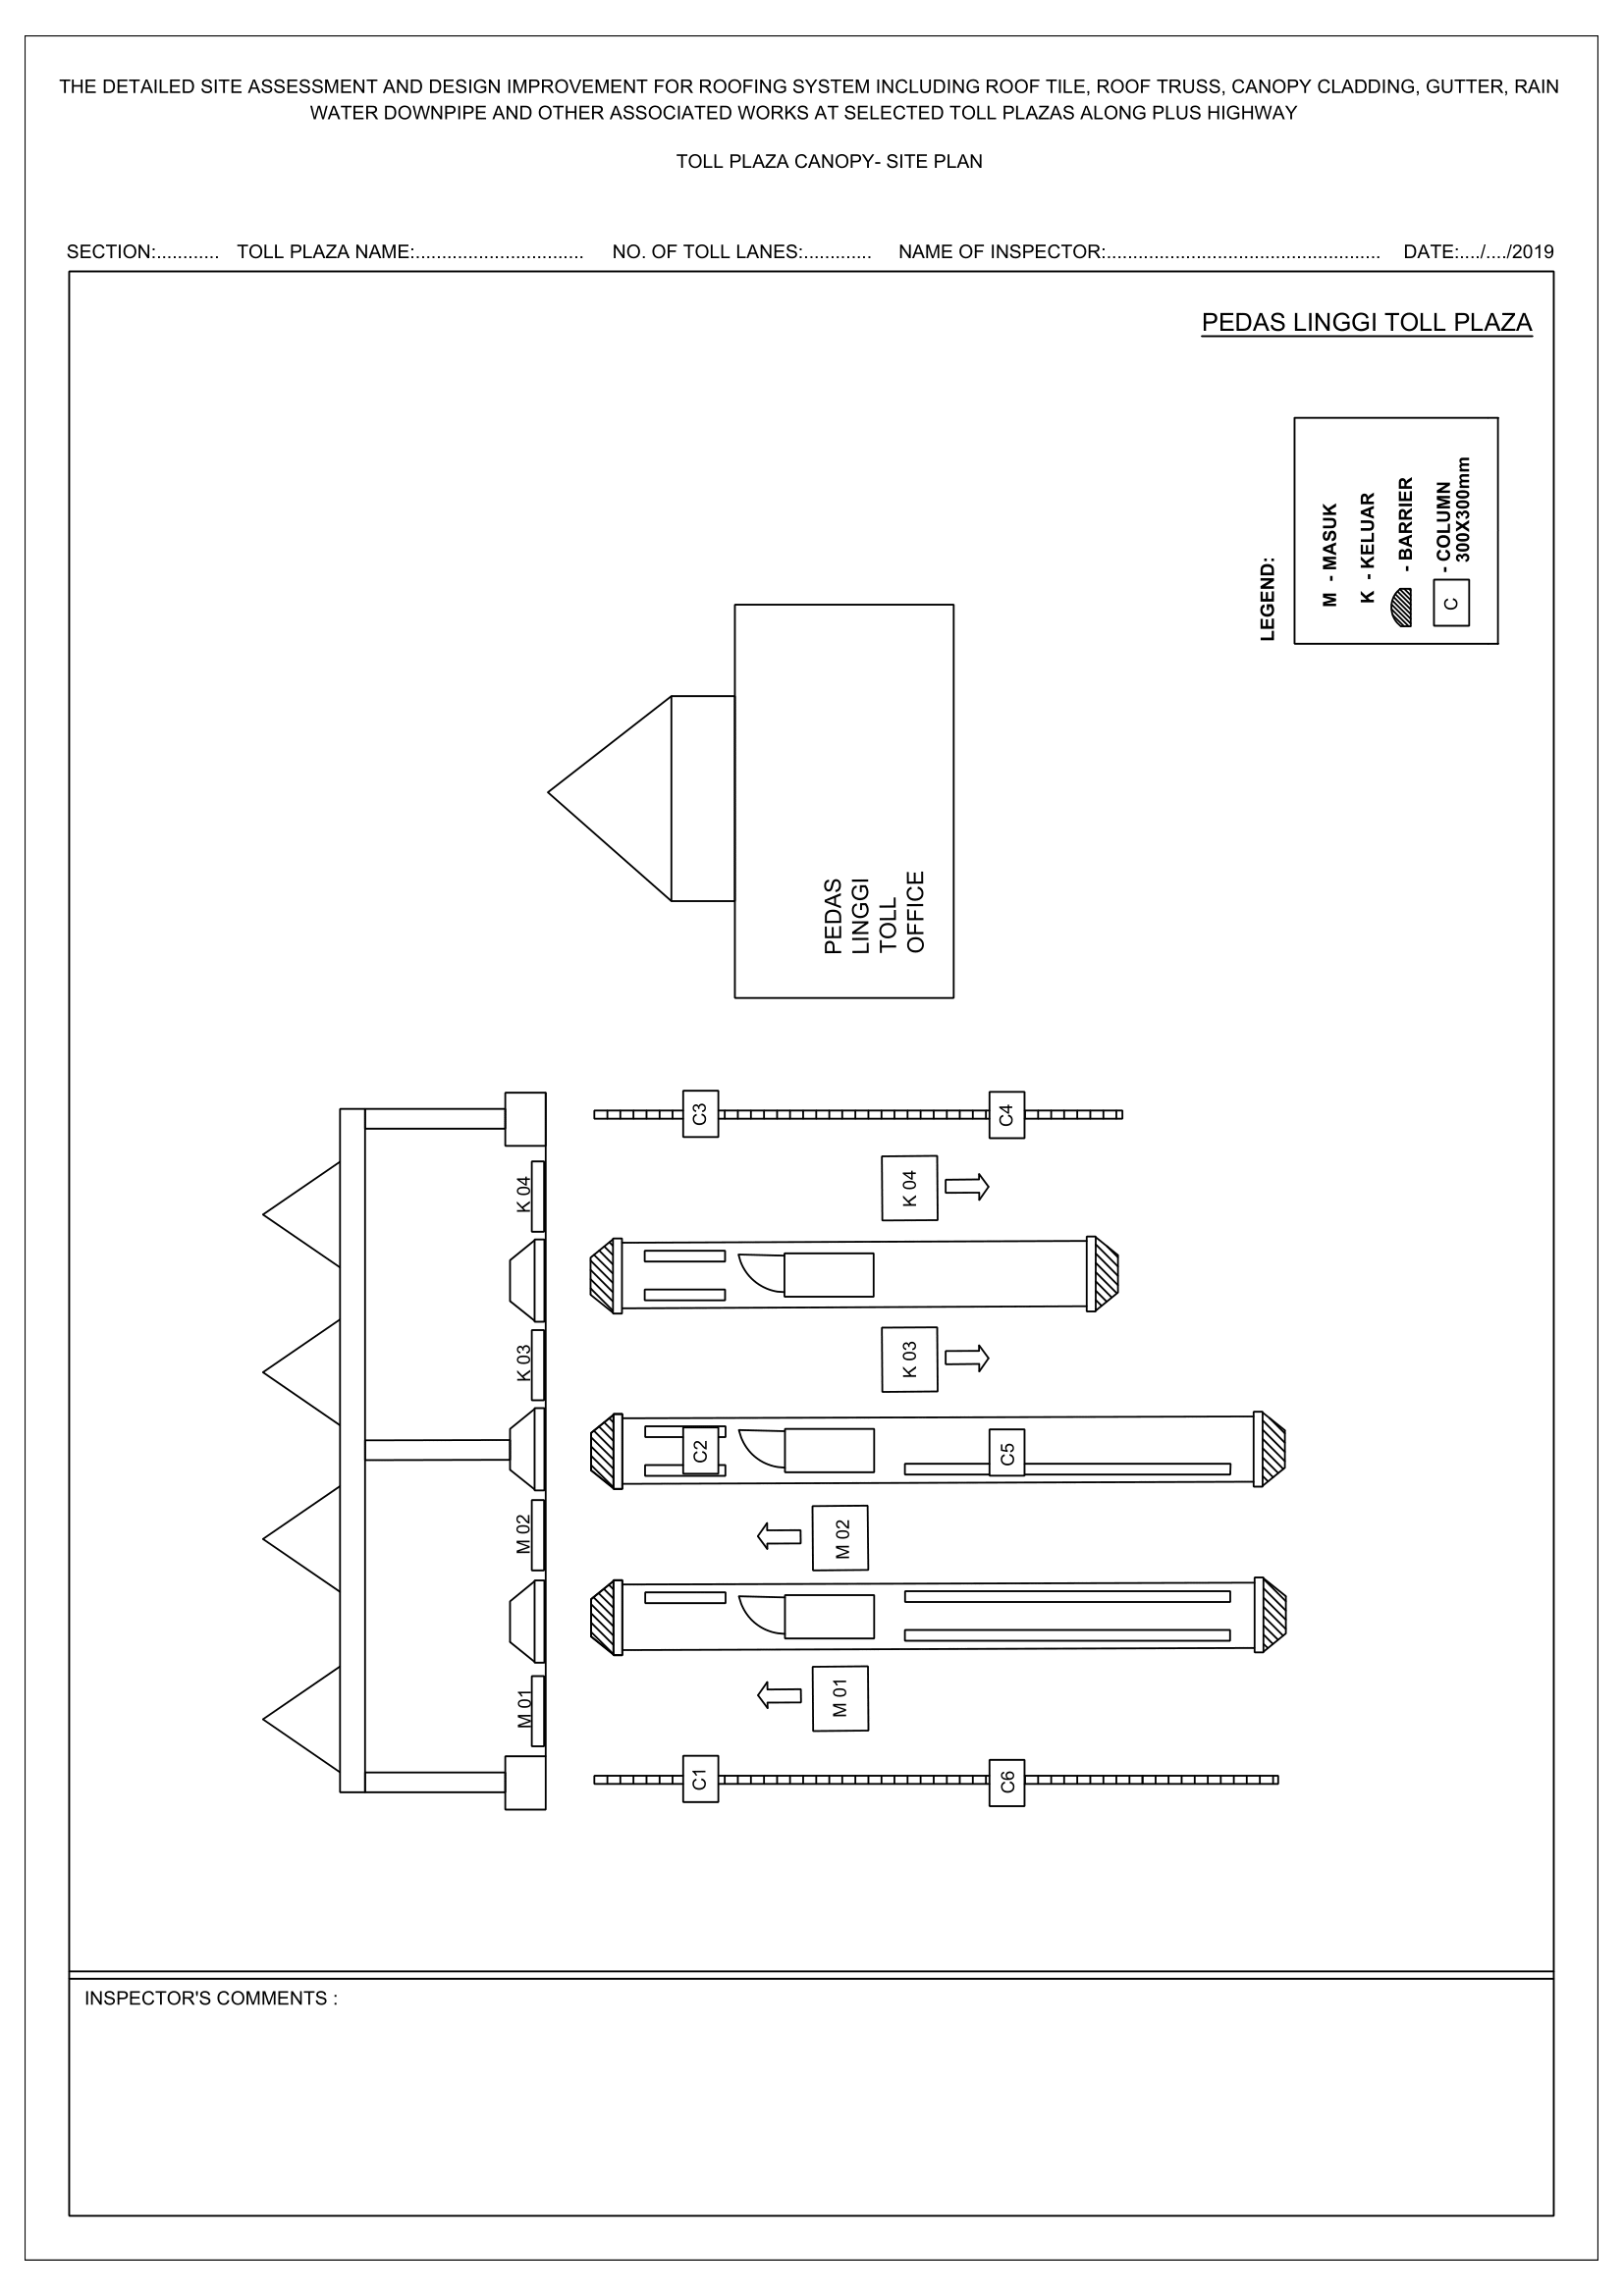 THE DETAILED SITE ASSESSMENT AND DESIGN IMPROVEMENT FOR ROOFING SYSTEM INCLUDING ROOF TILE, ROOF TRUSS, CANOPY CLADDING, GUTTER, RAIN
WATER DOWNPIPE AND OTHER ASSOCIATED WORKS AT SELECTED TOLL PLAZAS ALONG PLUS HIGHWAY
TOLL PLAZA CANOPY- SITE PLAN
SECTION:............ TOLL PLAZA NAME:................................ NO. OF TOLL LANES:............. NAME OF INSPECTOR:.................................................... DATE:..../..../2019
PEDAS LINGGI TOLL PLAZA
LEGEND:
M - MASUK
K - KELUAR
- BARRIER
C - COLUMN
300X300mm
PEDAS
LINGGI
TOLL
OFFICE
C3
C4
K 04
K 04
K 03
K 03
C2
C5
M 02
M 02
M 01
M 01
C1
C6
INSPECTOR'S COMMENTS :